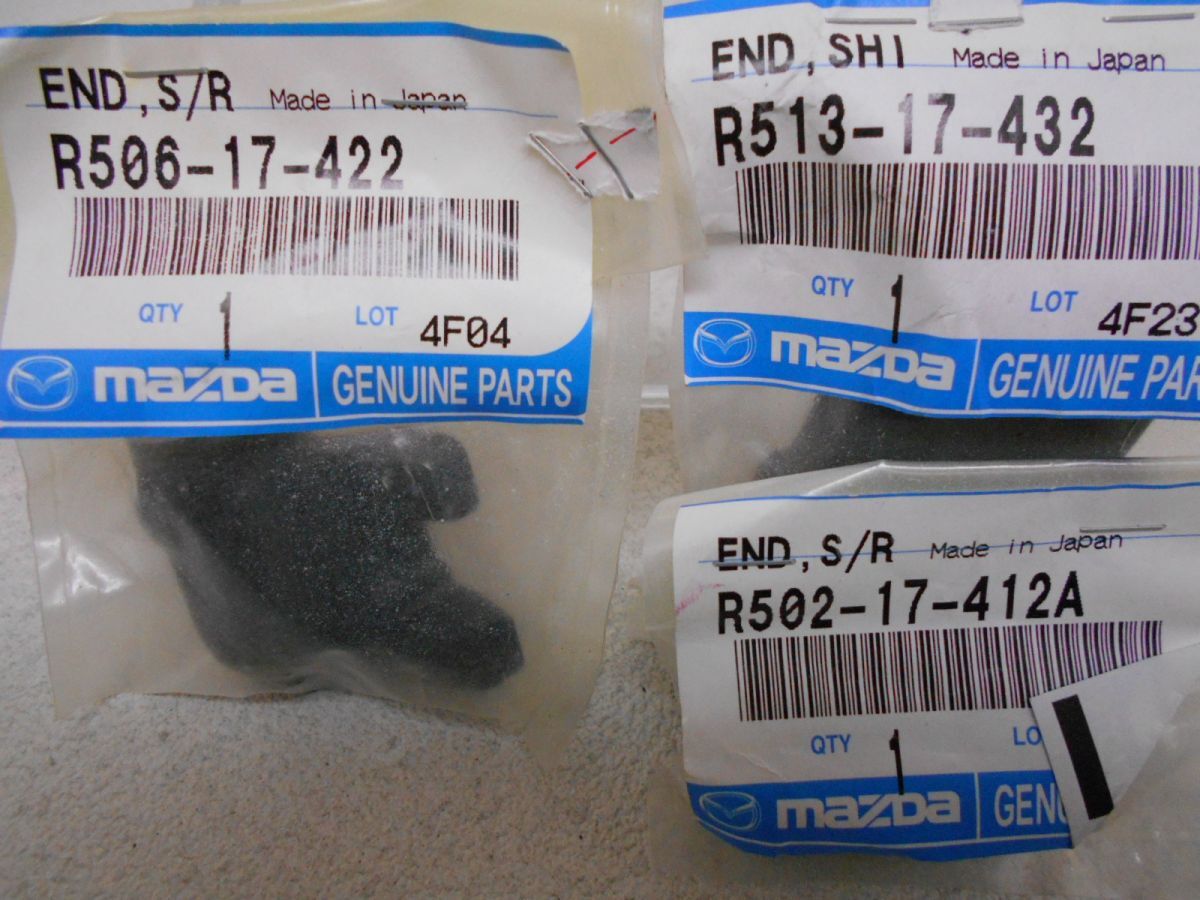 END,S/R Made in Japan
R506-17-422
QTY 1 LOT 4F04
mazda GENUINE PARTS
END,SHI Made in Japan
R513-17-432
QTY 1 LOT 4F23
mazda GENUINE PAR
END,S/R Made in Japan
R502-17-412A
QTY 1 LO
mazda GENU